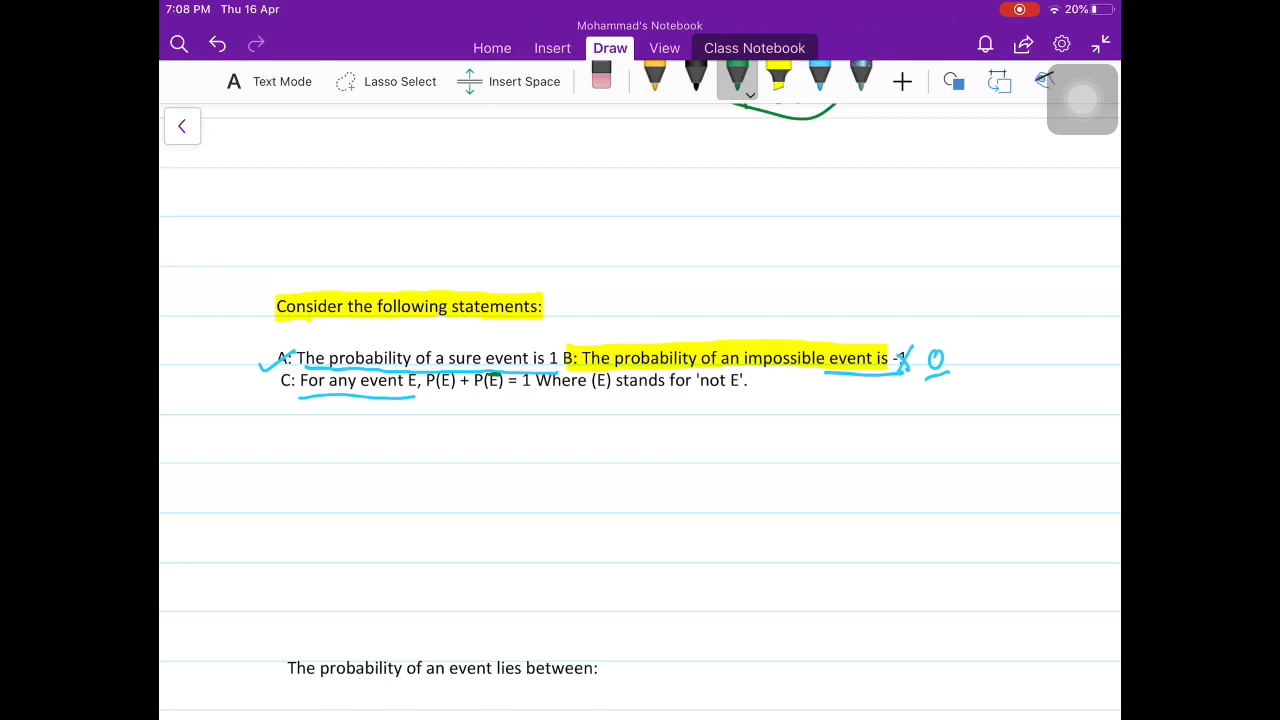 7:08 PM Thu 16 Apr
20%
Mohammad's Notebook
Home Insert Draw View Class Notebook
A Text Mode Lasso Select Insert Space
Consider the following statements:
A: The probability of a sure event is 1 B: The probability of an impossible event is -1 0
C: For any event E, P(E) + P(E̅) = 1 Where (E) stands for 'not E'.
The probability of an event lies between: